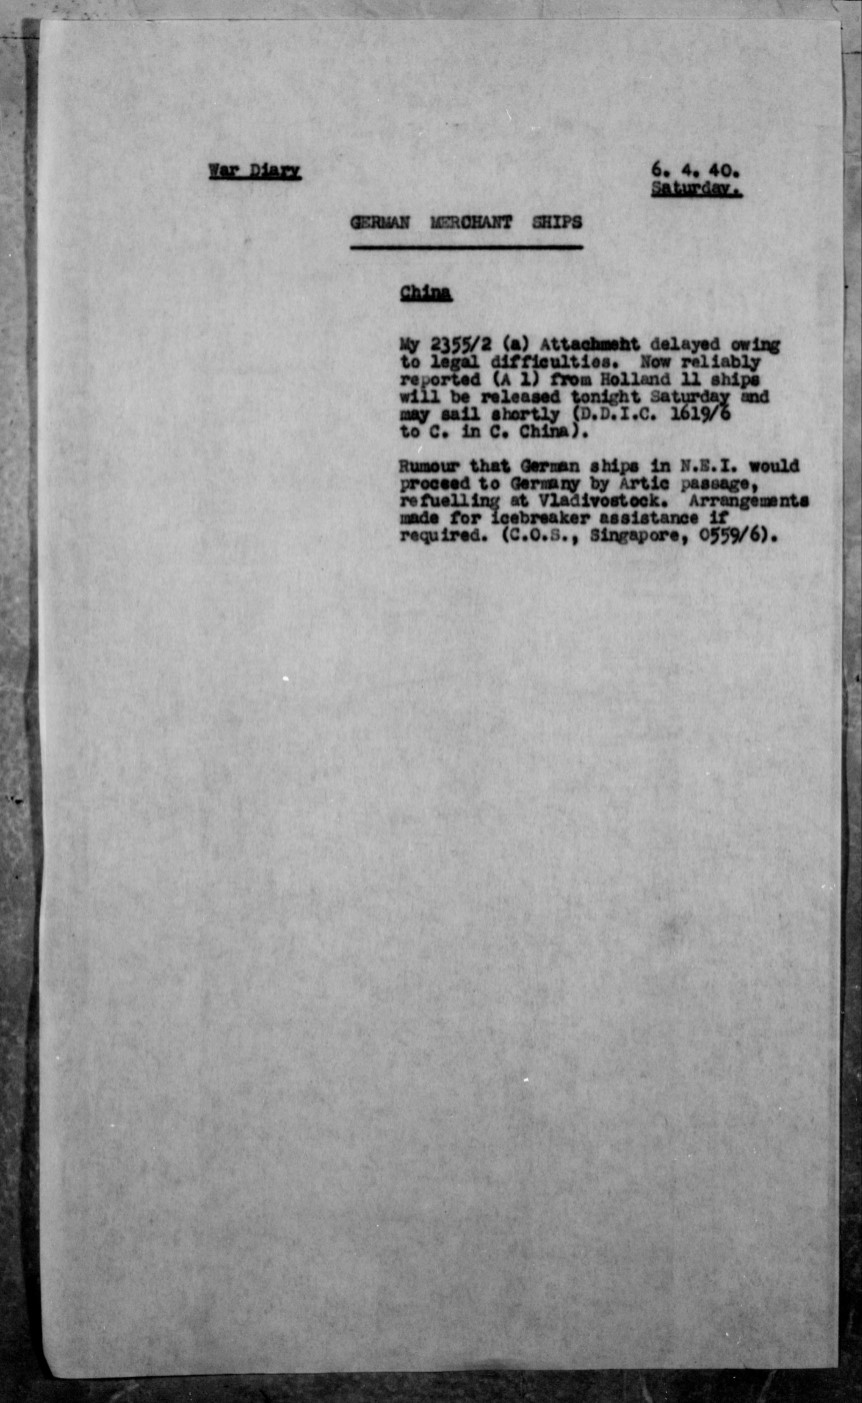 War Diary
6. 4. 40.
Saturday.
GERMAN MERCHANT SHIPS
China
My 2355/2 (a) Attachment delayed owing
to legal difficulties. Now reliably
reported (A 1) from Holland 11 ships
will be released tonight Saturday and
may sail shortly (D.D.I.C. 1619/6
to C. in C. China).
Rumour that German ships in N.E.I. would
proceed to Germany by Artic passage,
refuelling at Vladivostock. Arrangements
made for icebreaker assistance if
required. (C.O.S., Singapore, 0559/6).